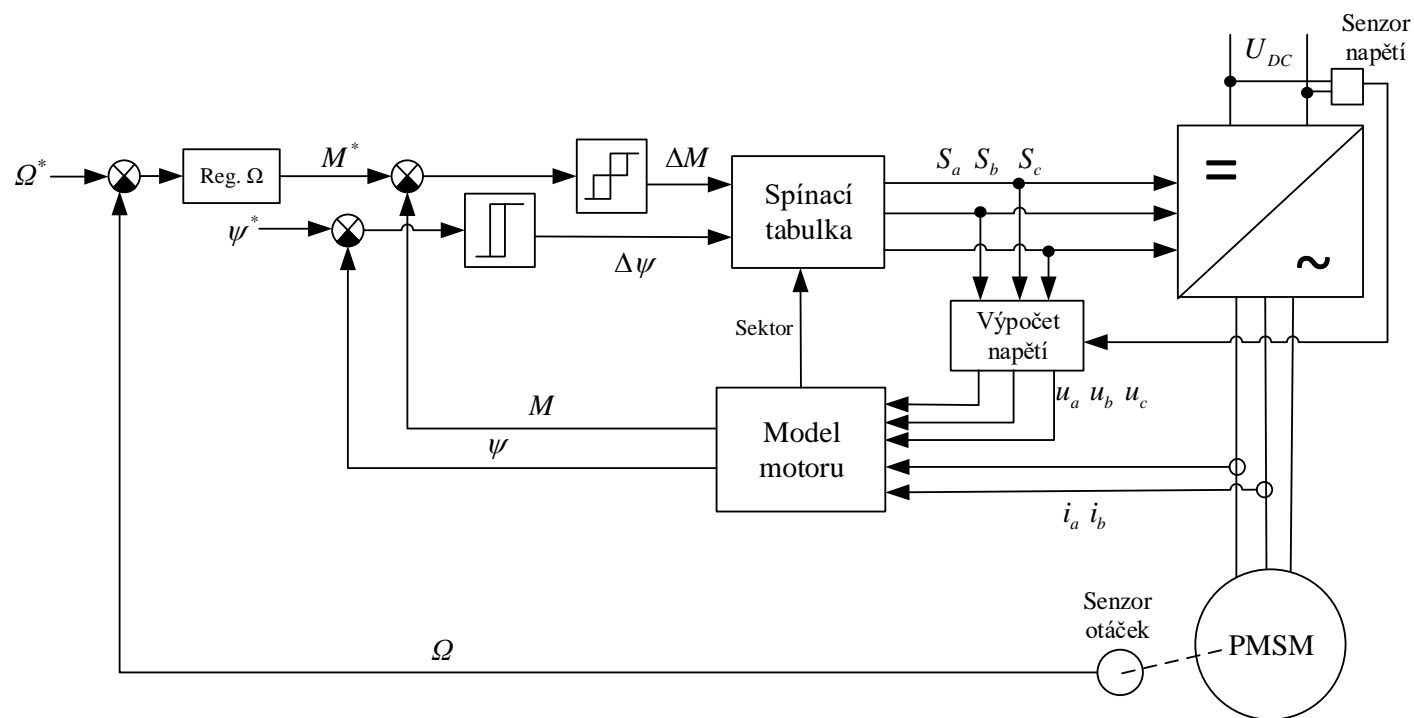 Senzor
napětí
U_DC
Ω*
Reg. Ω
M*
ΔM
S_a S_b S_c
=
Spínací
tabulka
ψ*
Δψ
~
Sektor
Výpočet
napětí
u_a u_b u_c
M
ψ
Model
motoru
i_a i_b
Senzor
otáček
Ω
PMSM